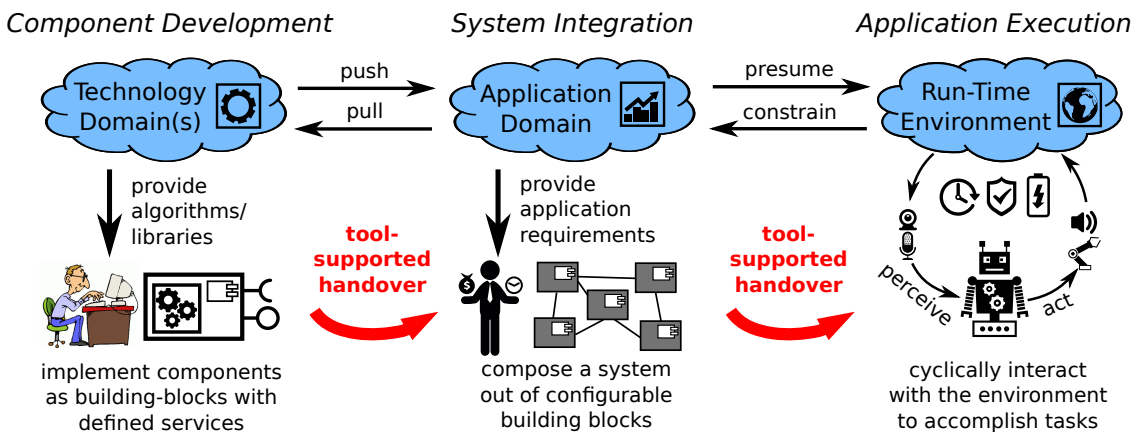 Component Development
System Integration
Application Execution
Technology
Domain(s)
push
pull
Application
Domain
presume
constrain
Run-Time
Environment
provide
algorithms/
libraries
tool-
supported
handover
provide
application
requirements
tool-
supported
handover
perceive
act
$
implement components
as building-blocks with
defined services
compose a system
out of configurable
building blocks
cyclically interact
with the environment
to accomplish tasks